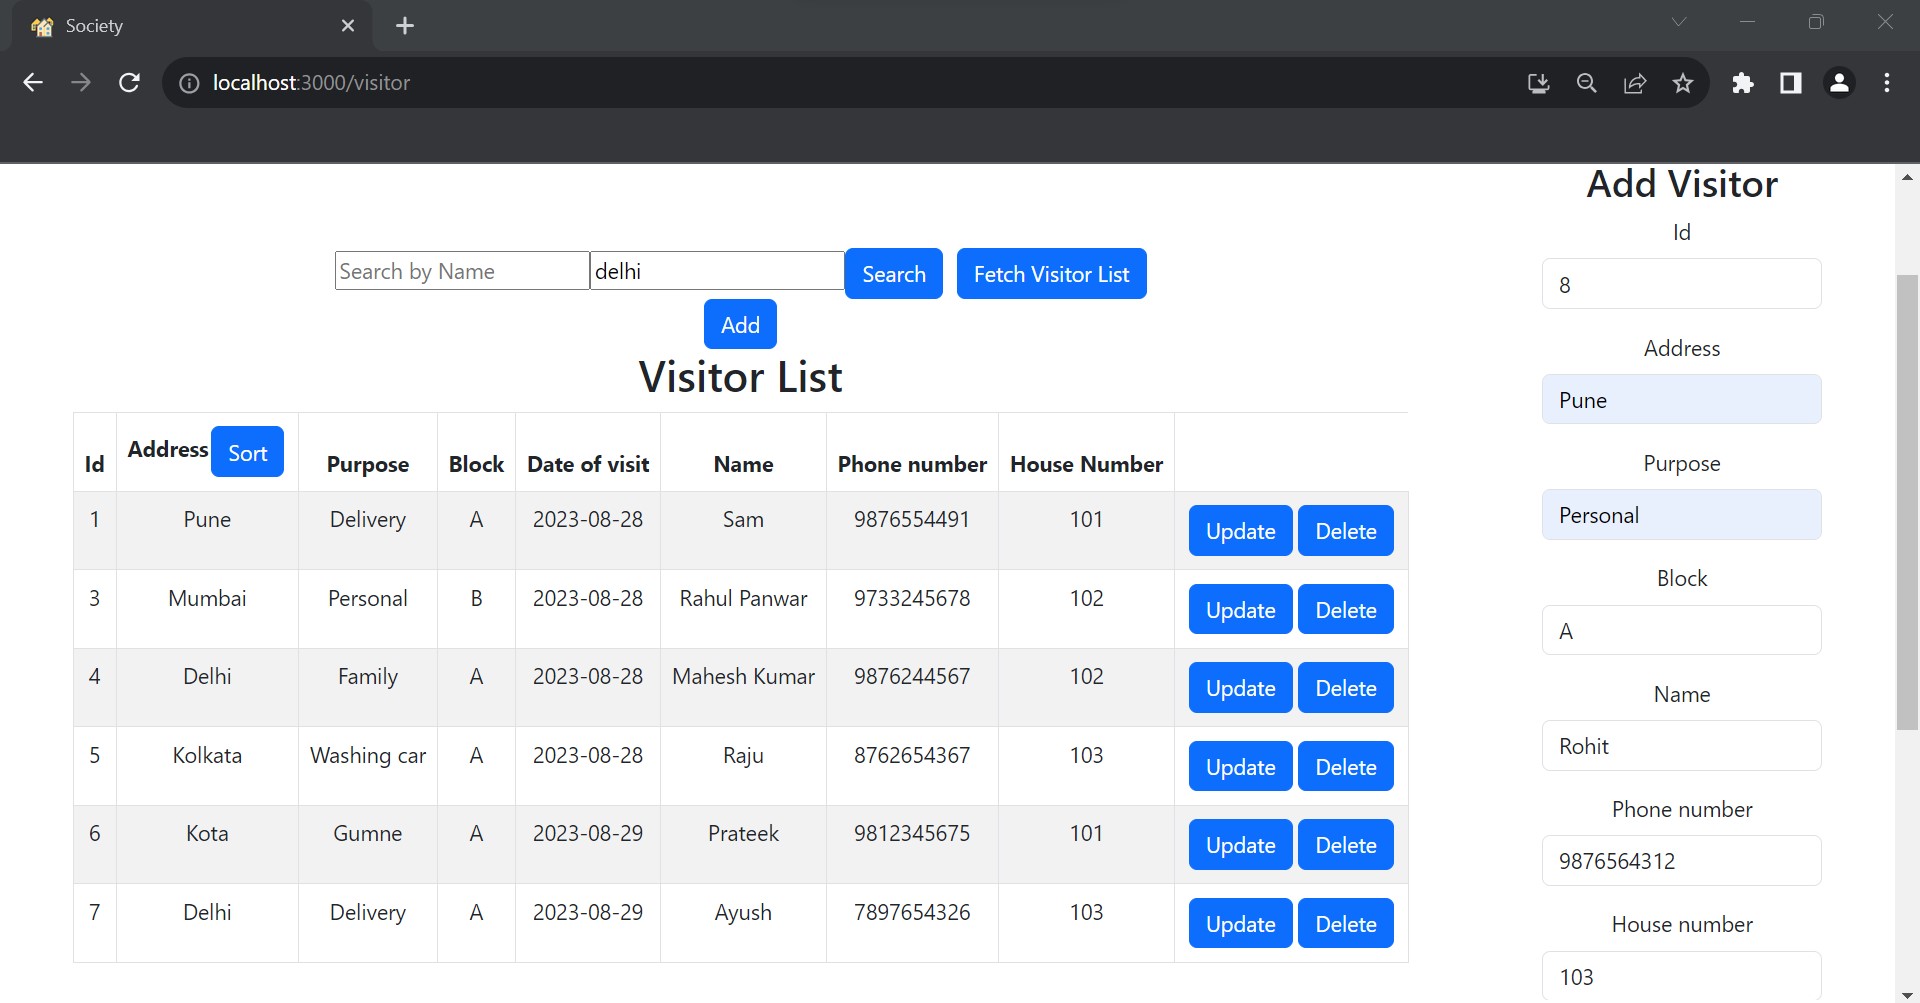 Society
localhost:3000/visitor
Search by Name delhi Search Fetch Visitor List
Add
Visitor List
Id Address Sort Purpose Block Date of visit Name Phone number House Number
1 Pune Delivery A 2023-08-28 Sam 9876554491 101 Update Delete
3 Mumbai Personal B 2023-08-28 Rahul Panwar 9733245678 102 Update Delete
4 Delhi Family A 2023-08-28 Mahesh Kumar 9876244567 102 Update Delete
5 Kolkata Washing car A 2023-08-28 Raju 8762654367 103 Update Delete
6 Kota Gumne A 2023-08-29 Prateek 9812345675 101 Update Delete
7 Delhi Delivery A 2023-08-29 Ayush 7897654326 103 Update Delete
Add Visitor
Id
8
Address
Pune
Purpose
Personal
Block
A
Name
Rohit
Phone number
9876564312
House number
103